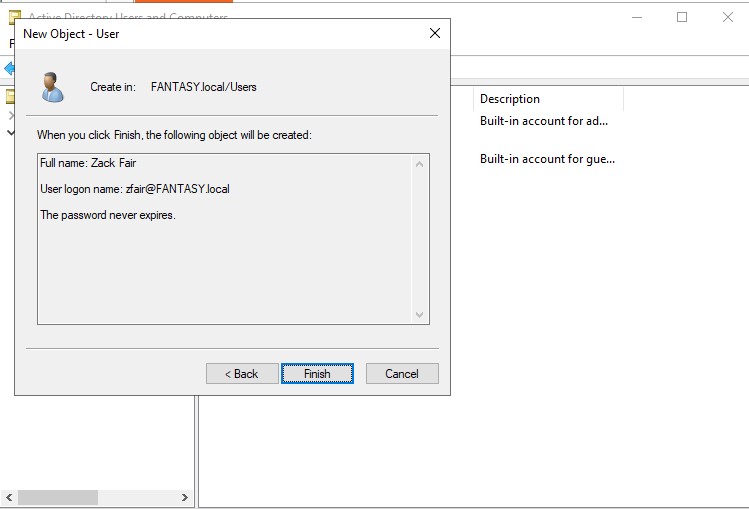 Active Directory Users and Computers
New Object - User
F
Create in: FANTASY.local/Users
When you click Finish, the following object will be created:
Full name: Zack Fair
User logon name: zfair@FANTASY.local
The password never expires.
< Back
Finish
Cancel
Description
Built-in account for ad...
Built-in account for gue...